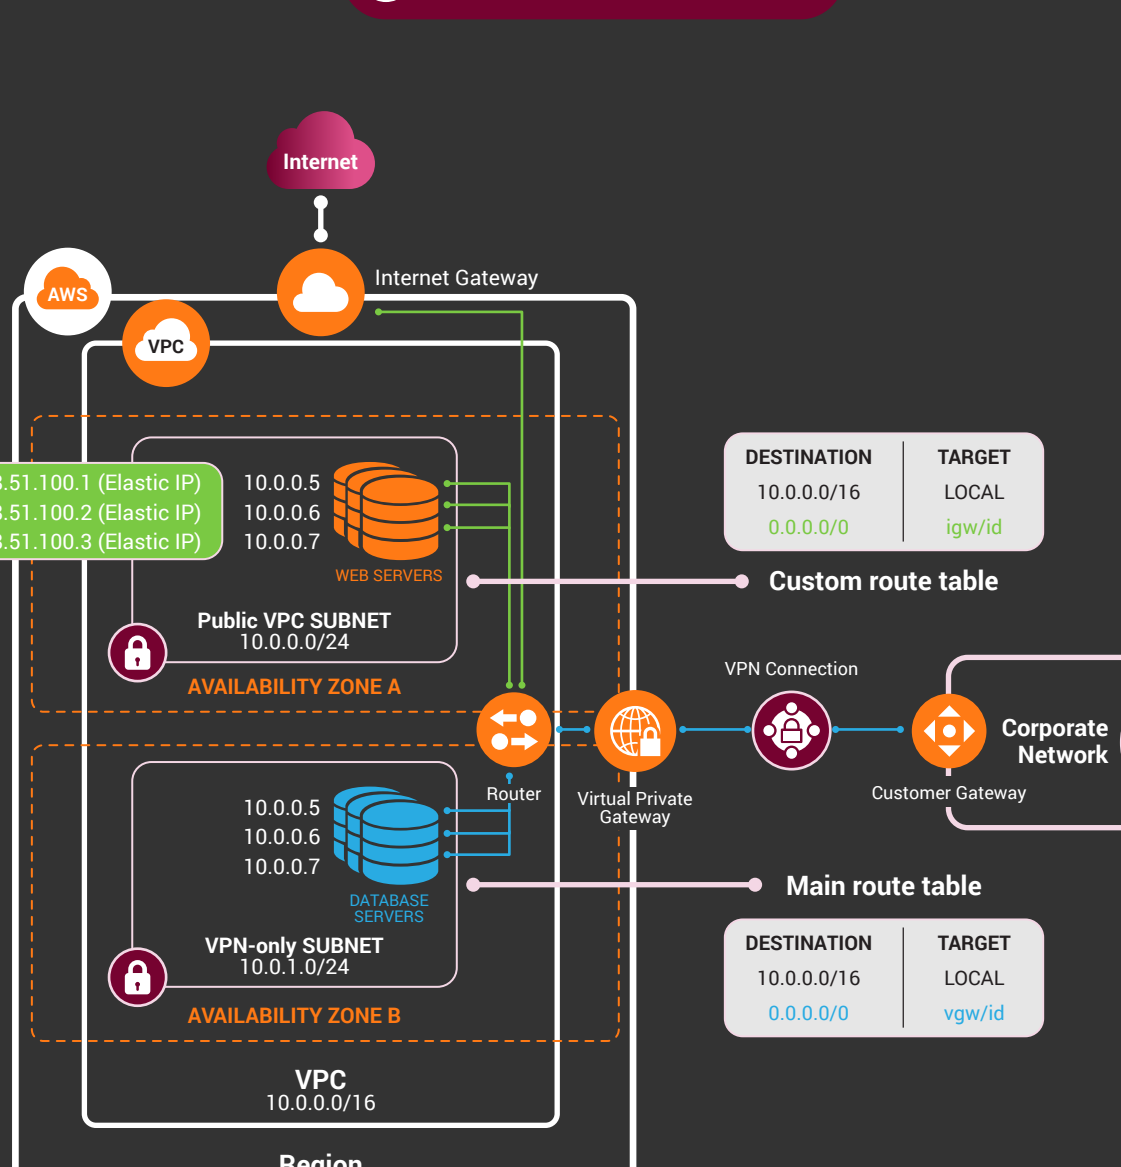 Internet
Internet Gateway
AWS
VPC
.51.100.1 (Elastic IP)
.51.100.2 (Elastic IP)
.51.100.3 (Elastic IP)
10.0.0.5
10.0.0.6
10.0.0.7
WEB SERVERS
Public VPC SUBNET
10.0.0.0/24
AVAILABILITY ZONE A
DESTINATION TARGET
10.0.0.0/16 LOCAL
0.0.0.0/0 igw/id
Custom route table
VPN Connection
Corporate
Network
Customer Gateway
Router
Virtual Private
Gateway
10.0.0.5
10.0.0.6
10.0.0.7
DATABASE
SERVERS
VPN-only SUBNET
10.0.1.0/24
AVAILABILITY ZONE B
Main route table
DESTINATION TARGET
10.0.0.0/16 LOCAL
0.0.0.0/0 vgw/id
VPC
10.0.0.0/16
Region